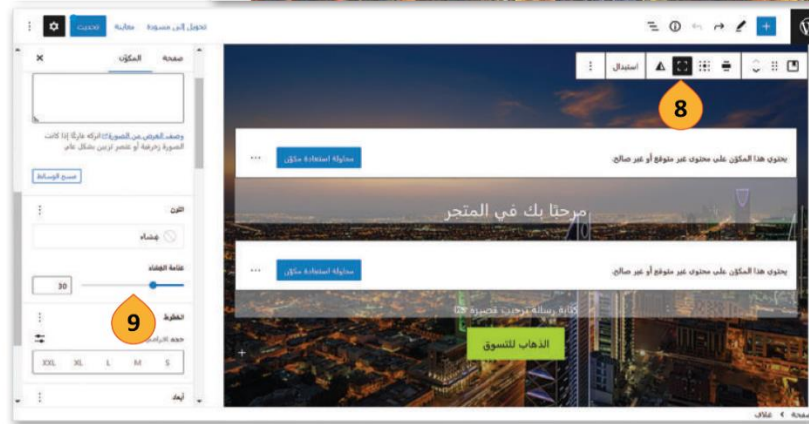 تحويل إلى مسودة
معاينة
تحديث
صفحة
المكوّن
استبدال
8
وصف الغرض من الصورة اتركه فارغًا إذا كانت
الصورة زخرفية أو عنصر تزيين بشكل عام.
مسح الوسائط
يحتوي هذا المكوّن على محتوى غير متوقع أو غير صالح.
محاولة استعادة مكوّن
اللون
غشاء
مرحبًا بك في المتجر
عتامة الغشاء
30
يحتوي هذا المكوّن على محتوى غير متوقع أو غير صالح.
محاولة استعادة مكوّن
9
الخطوط
كتابة رسالة ترحيب قصيرة
الذهاب للتسوق
حجم
S M L XL XXL
أبعاد
صفحة > غلاف